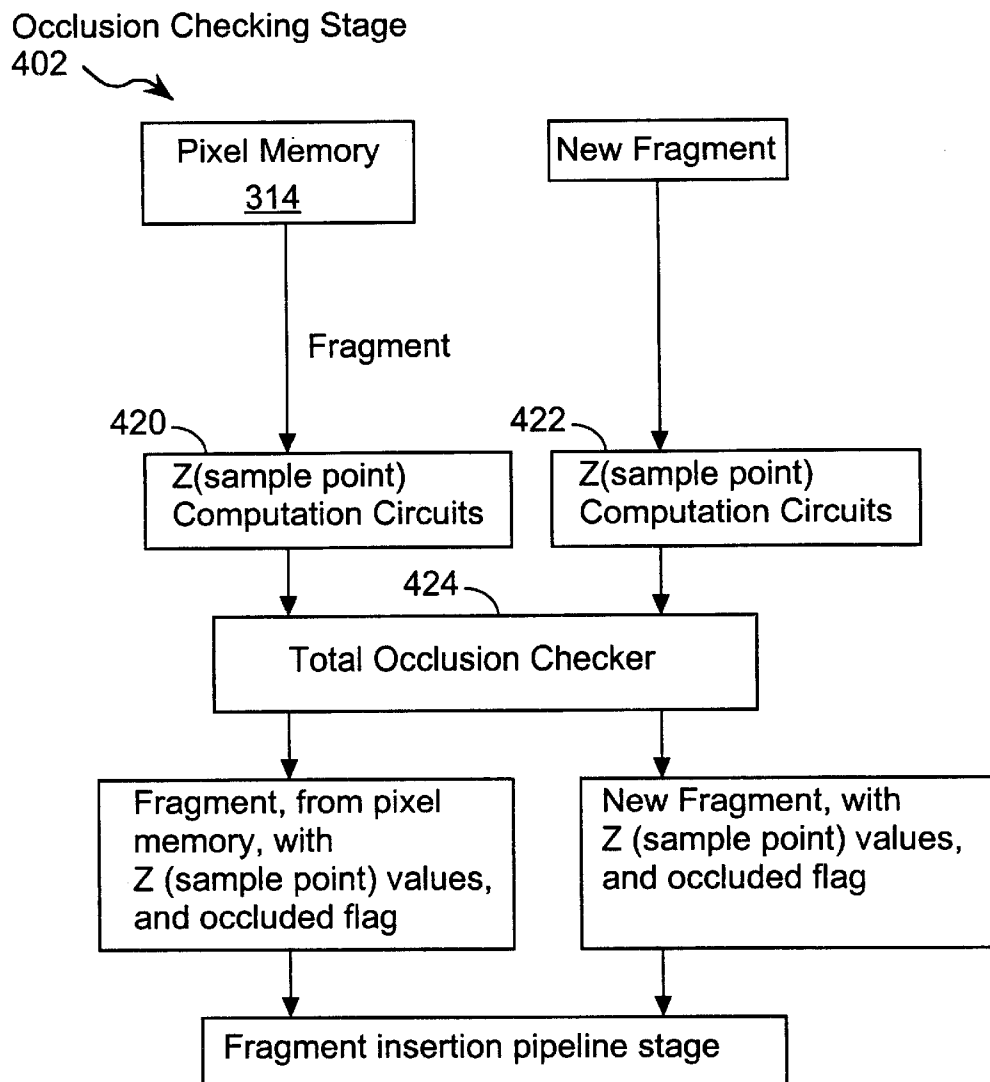 Occlusion Checking Stage
402
Pixel Memory
314
New Fragment
Fragment
420
Z(sample point)
Computation Circuits
422
Z(sample point)
Computation Circuits
424
Total Occlusion Checker
Fragment, from pixel
memory, with
Z (sample point) values,
and occluded flag
New Fragment, with
Z (sample point) values,
and occluded flag
Fragment insertion pipeline stage